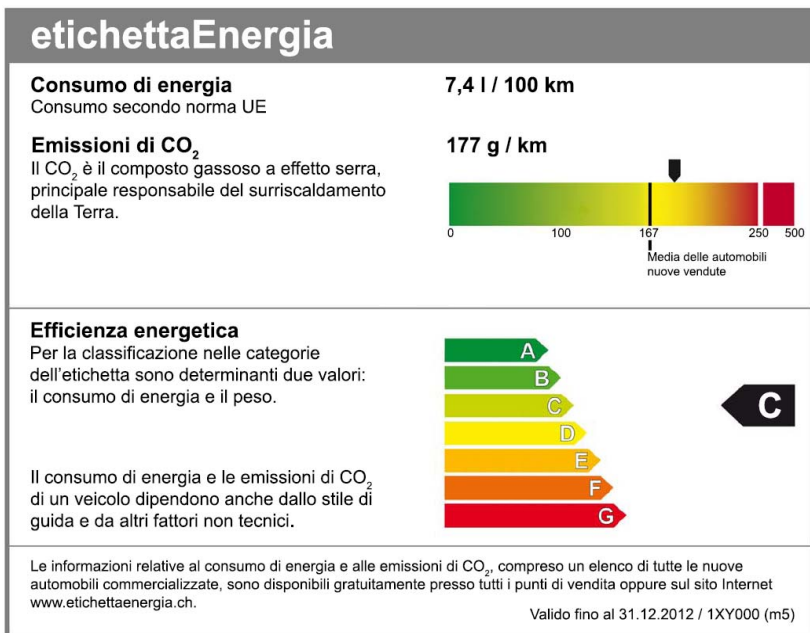 etichettaEnergia
Consumo di energia
7,4 l / 100 km
Consumo secondo norma UE
Emissioni di CO₂
177 g / km
Il CO₂ è il composto gassoso a effetto serra,
principale responsabile del surriscaldamento
della Terra.
0 100 167 250 500
Media delle automobili
nuove vendute
Efficienza energetica
Per la classificazione nelle categorie
dell'etichetta sono determinanti due valori:
il consumo di energia e il peso.
A
B
C
D
E
F
G
C
Il consumo di energia e le emissioni di CO₂
di un veicolo dipendono anche dallo stile di
guida e da altri fattori non tecnici.
Le informazioni relative al consumo di energia e alle emissioni di CO₂, compreso un elenco di tutte le nuove
automobili commercializzate, sono disponibili gratuitamente presso tutti i punti di vendita oppure sul sito Internet
www.etichettaenergia.ch.
Valido fino al 31.12.2012 / 1XY000 (m5)